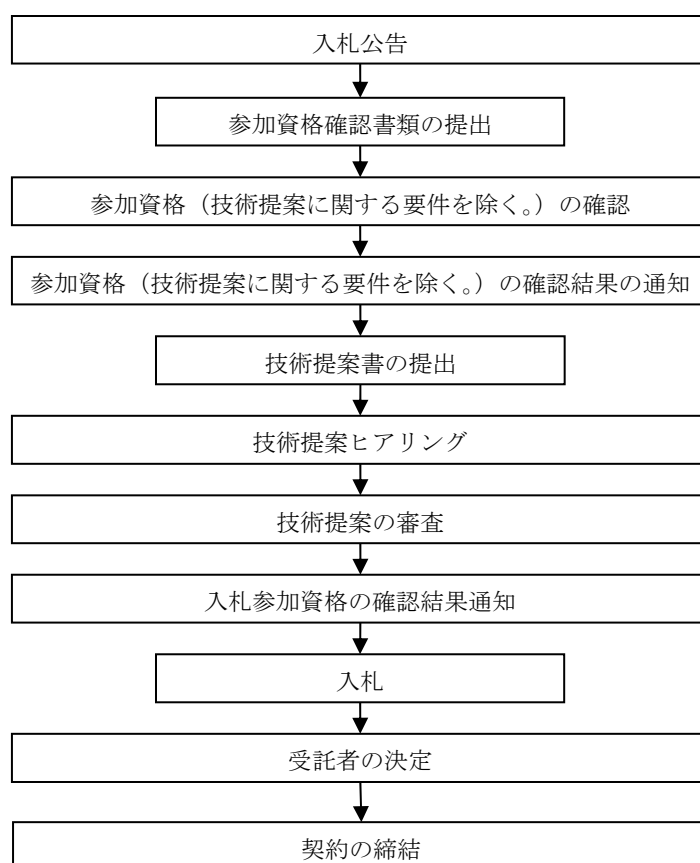 入札公告
参加資格確認書類の提出
参加資格（技術提案に関する要件を除く。）の確認
参加資格（技術提案に関する要件を除く。）の確認結果の通知
技術提案書の提出
技術提案ヒアリング
技術提案の審査
入札参加資格の確認結果通知
入札
受託者の決定
契約の締結